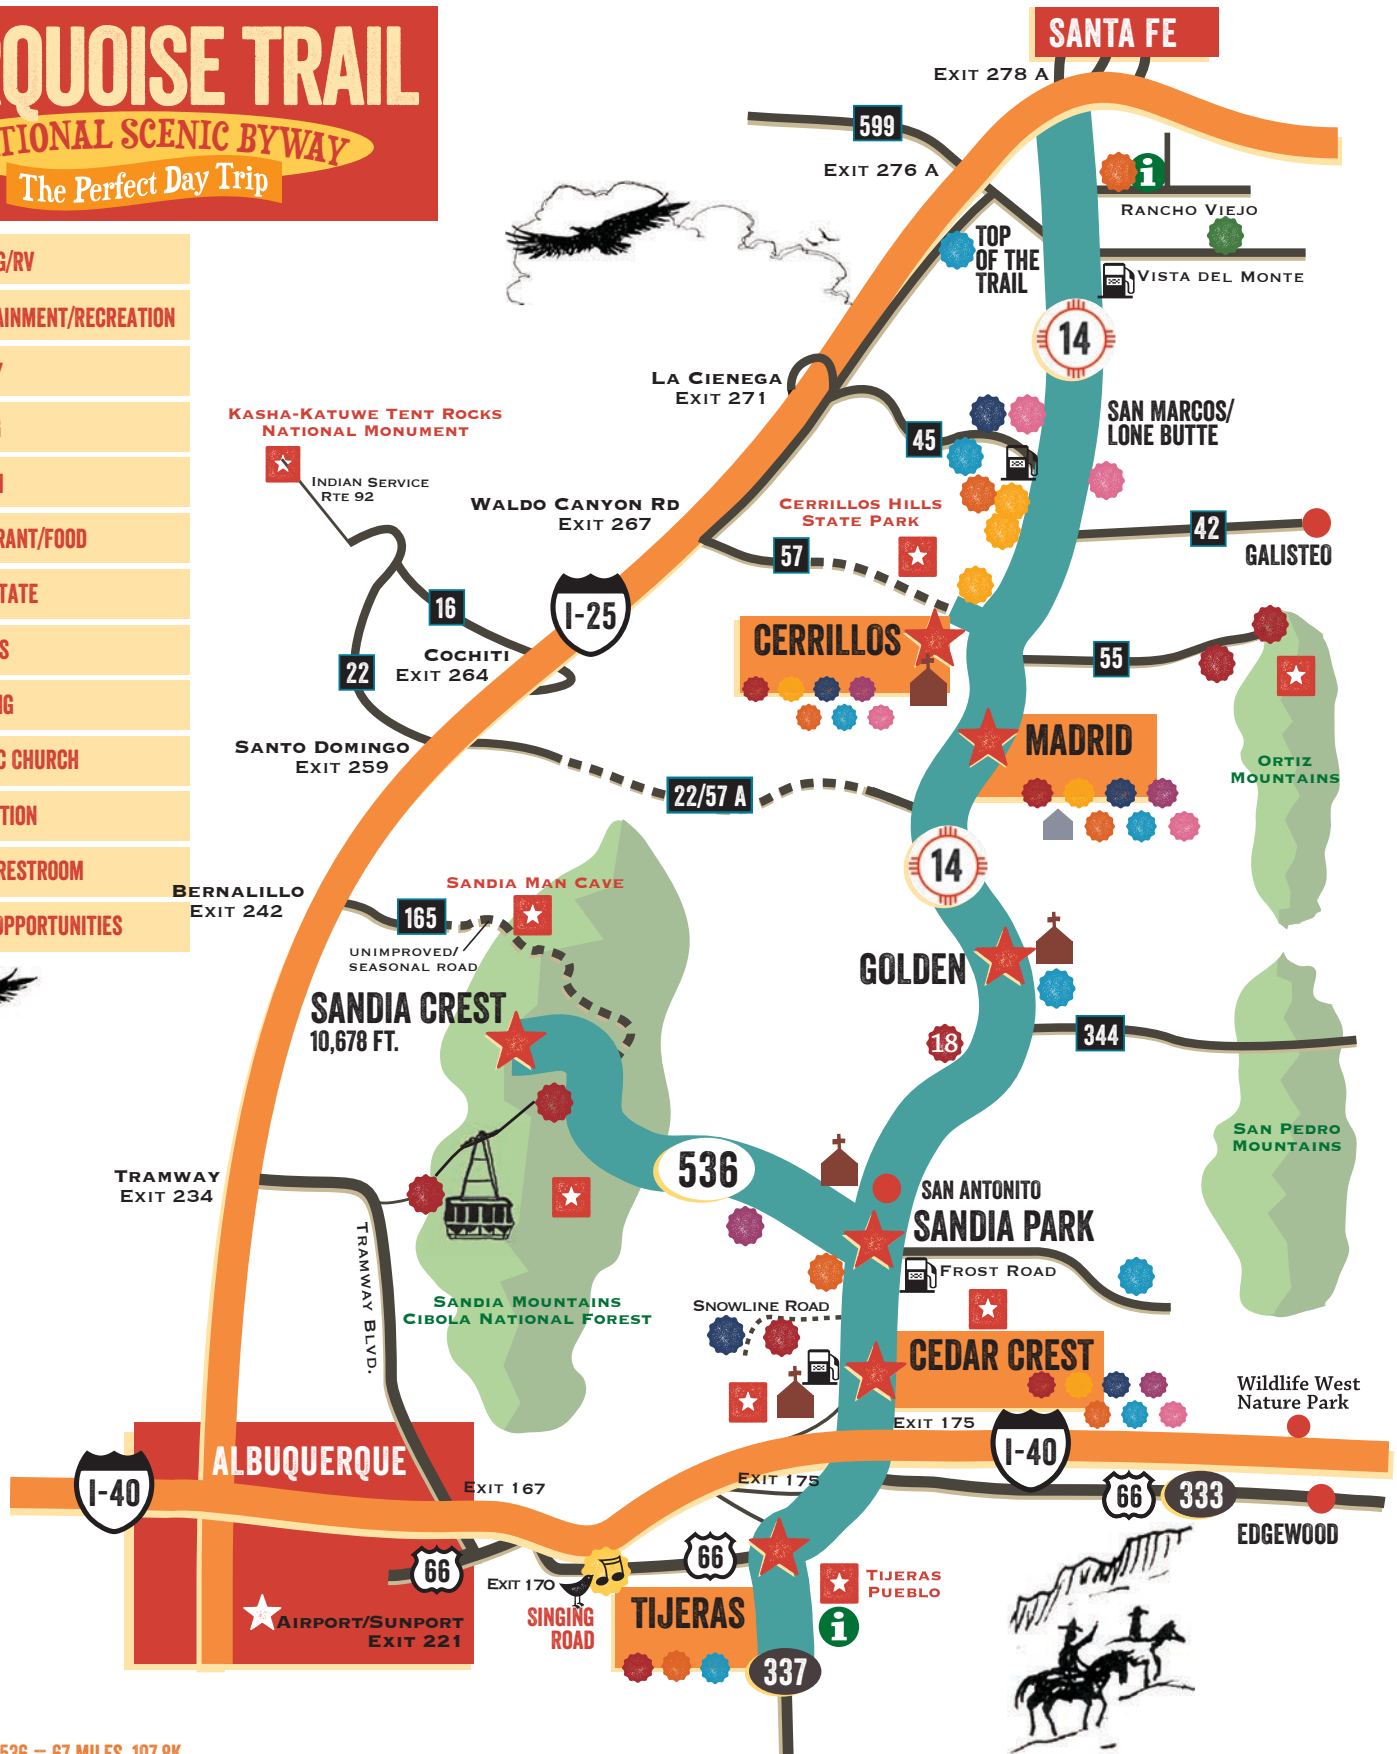 QUOISE TRAIL
TIONAL SCENIC BYWAY
The Perfect Day Trip
G/RV
AINMENT/RECREATION
RANT/FOOD
TATE
S
NG
C CHURCH
TION
RESTROOM
OPPORTUNITIES
SANTA FE
EXIT 278 A
599
EXIT 276 A
i
RANCHO VIEJO
TOP
OF THE
TRAIL
VISTA DEL MONTE
14
LA CIENEGA
EXIT 271
KASHA-KATUWE TENT ROCKS
NATIONAL MONUMENT
SAN MARCOS/
LONE BUTTE
45
INDIAN SERVICE
RTE 92
WALDO CANYON RD
EXIT 267
CERRILLOS HILLS
STATE PARK
42
GALISTEO
57
16
I-25
CERRILLOS
COCHITI
EXIT 264
22
55
SANTO DOMINGO
EXIT 259
MADRID
ORTIZ
MOUNTAINS
22/57 A
14
BERNALILLO
EXIT 242
SANDIA MAN CAVE
165
UNIMPROVED/
SEASONAL ROAD
GOLDEN
SANDIA CREST
10,678 FT.
18
344
SAN PEDRO
MOUNTAINS
TRAMWAY
EXIT 234
536
SAN ANTONITO
SANDIA PARK
TRAMWAY BLVD.
FROST ROAD
SANDIA MOUNTAINS
CIBOLA NATIONAL FOREST
SNOWLINE ROAD
CEDAR CREST
Wildlife West
Nature Park
EXIT 175
I-40
ALBUQUERQUE
I-40
EXIT 167
EXIT 175
66
333
EDGEWOOD
66
66
EXIT 170
SINGING
ROAD
TIJERAS
TIJERAS
PUEBLO
i
AIRPORT/SUNPORT
EXIT 221
337
536 – 67 MILES, 107.8K